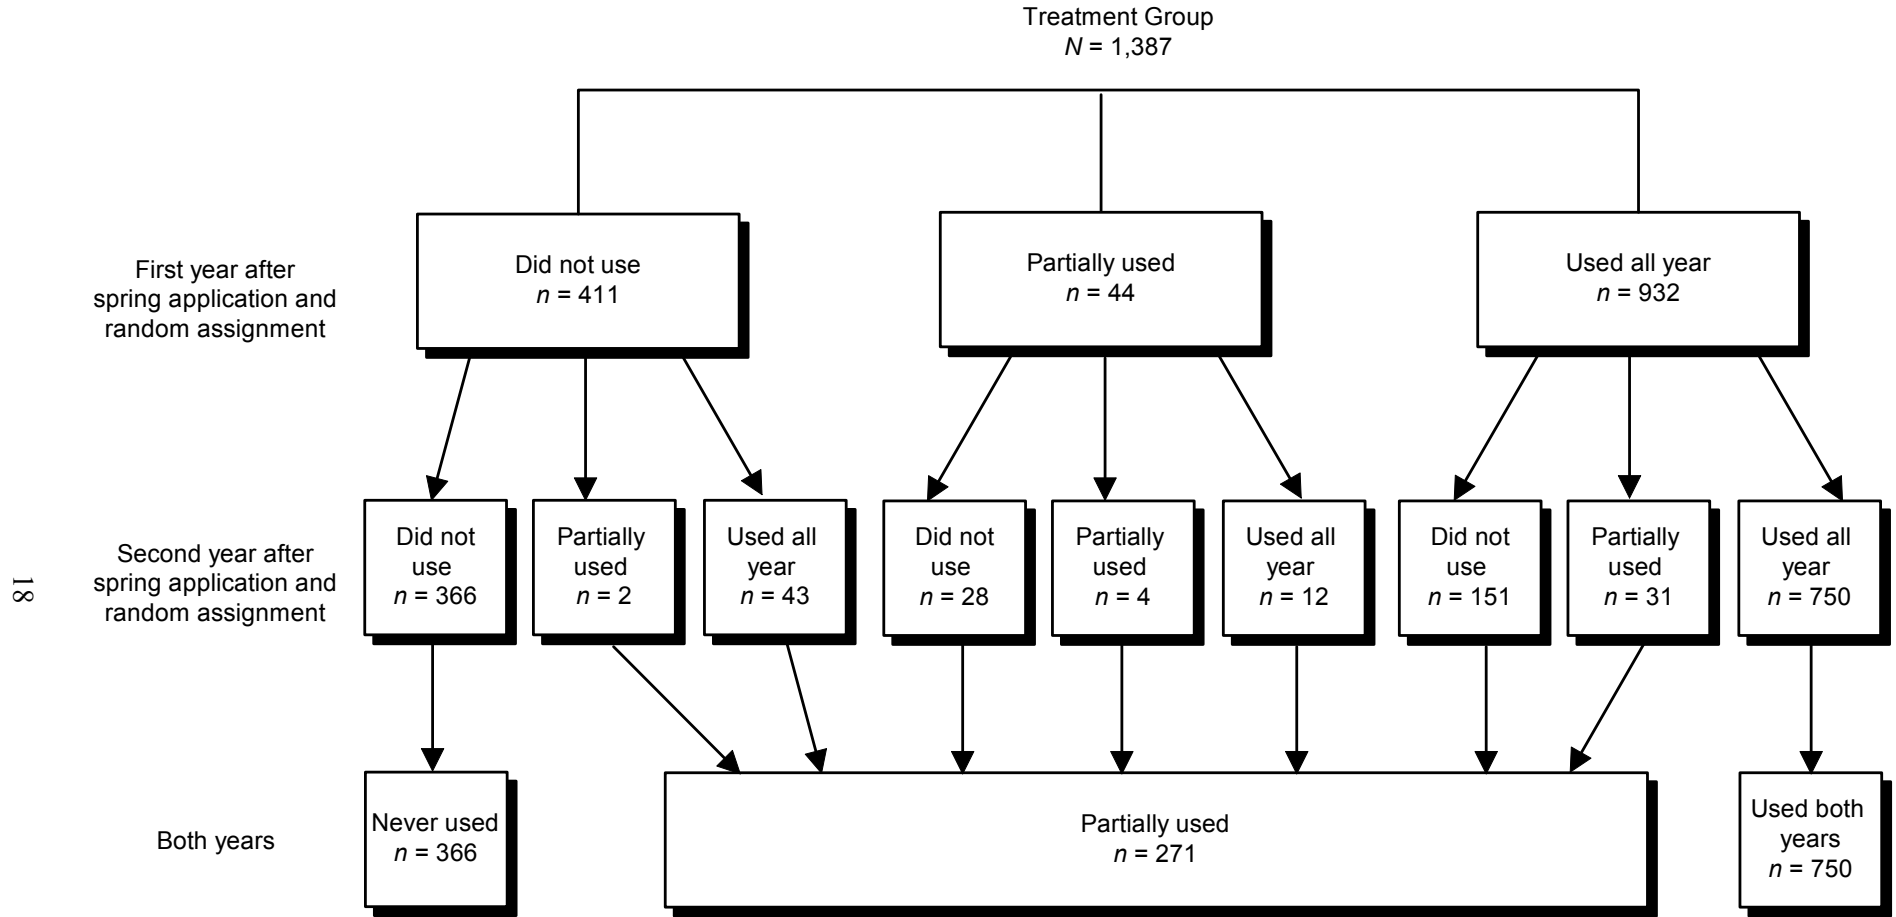 Treatment Group
N = 1,387
First year after
spring application and
random assignment
Did not use
n = 411
Partially used
n = 44
Used all year
n = 932
Second year after
spring application and
random assignment
Did not
use
n = 366
Partially
used
n = 2
Used all
year
n = 43
Did not
use
n = 28
Partially
used
n = 4
Used all
year
n = 12
Did not
use
n = 151
Partially
used
n = 31
Used all
year
n = 750
18
Both years
Never used
n = 366
Partially used
n = 271
Used both
years
n = 750